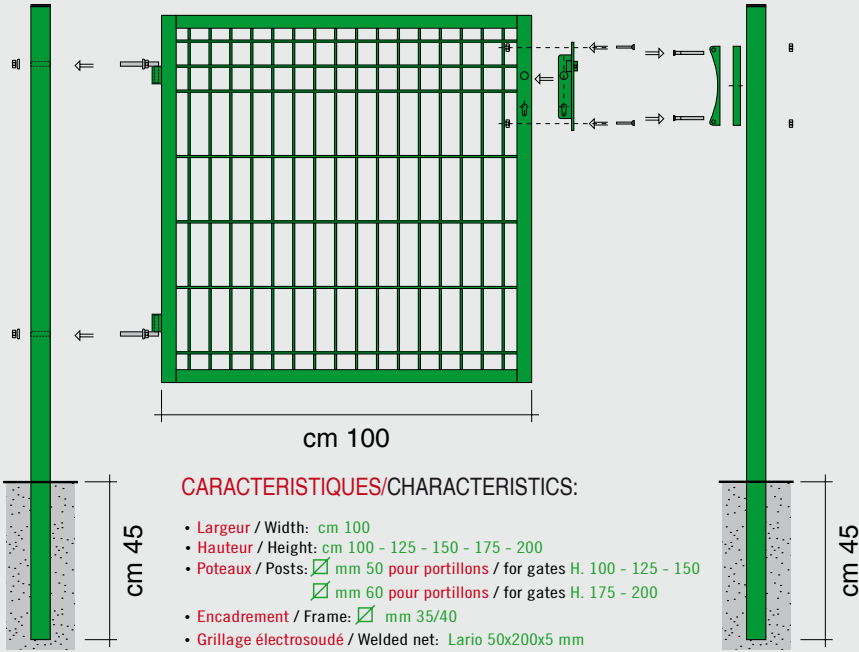 cm 100
cm 45
cm 45
CARACTERISTIQUES/CHARACTERISTICS:
• Largeur / Width: cm 100
• Hauteur / Height: cm 100 - 125 - 150 - 175 - 200
• Poteaux / Posts: mm 50 pour portillons / for gates H. 100 - 125 - 150
mm 60 pour portillons / for gates H. 175 - 200
• Encadrement / Frame: mm 35/40
• Grillage électrosoudé / Welded net: Lario 50x200x5 mm